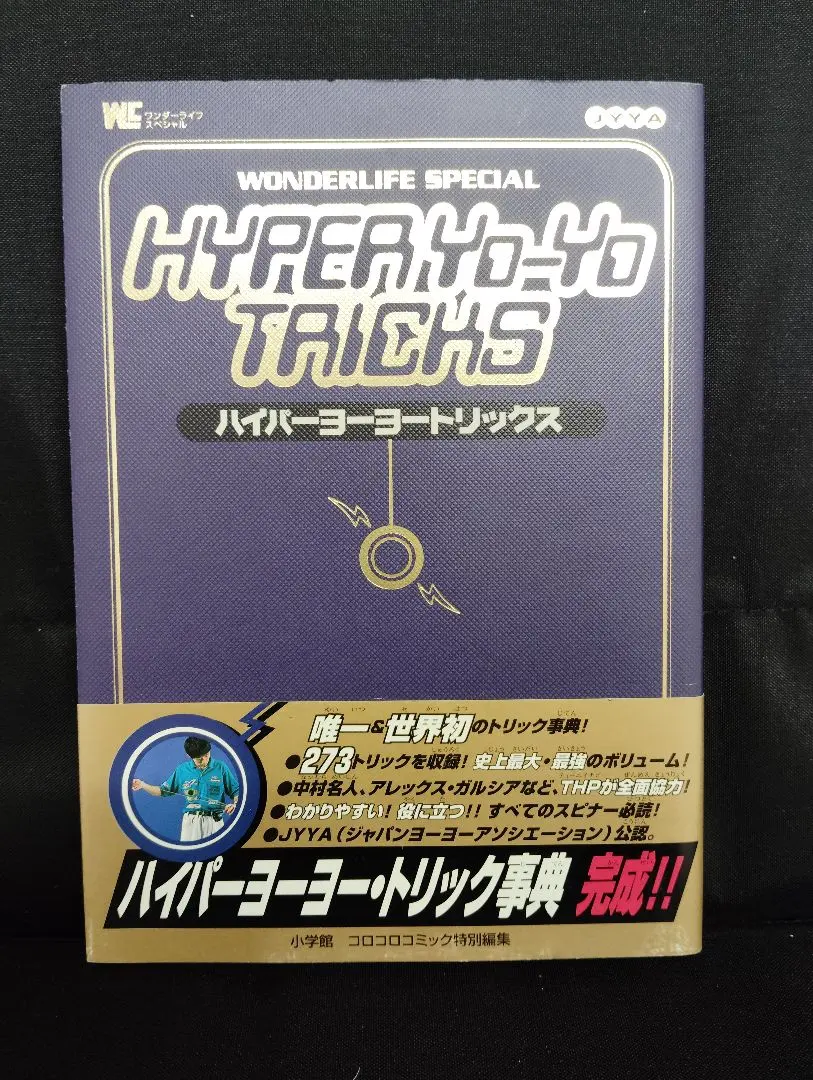 WL ワンダーライフ
スペシャル
JYYA
WONDERLIFE SPECIAL
HYPER YO-YO
TRICKS
ハイパーヨーヨートリックス
唯一&世界初のトリック事典!
●273トリックを収録! 史上最大・最強のボリューム!
●中村名人、アレックス・ガルシアなど、THPが全面協力!
●わかりやすい! 役に立つ!! すべてのスピナー必読!
●JYYA(ジャパンヨーヨーアソシエーション)公認。
ハイパーヨーヨー・トリック事典 完成!!
小学館 コロコロコミック特別編集